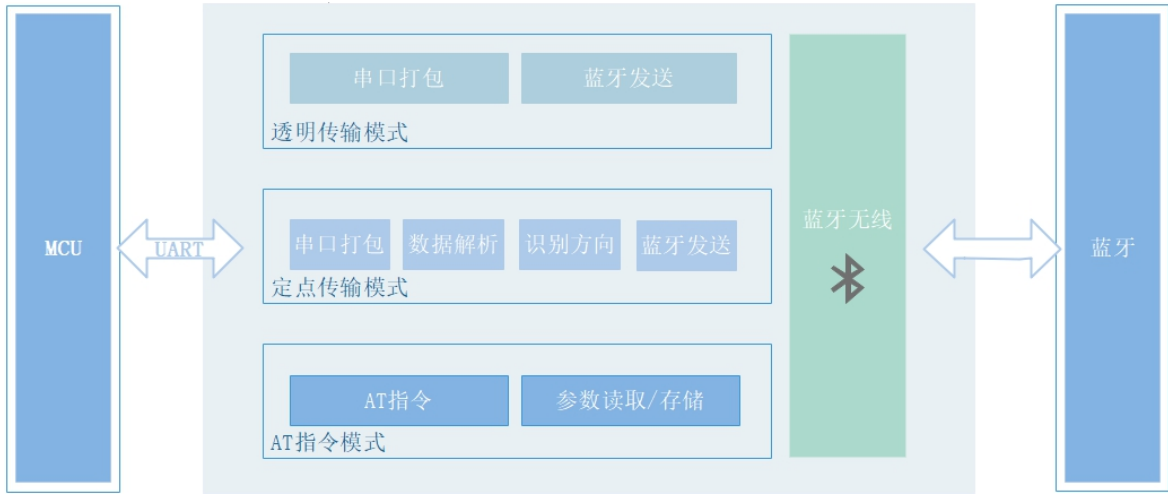 MCU
UART
串口打包
蓝牙发送
透明传输模式
串口打包
数据解析
识别方向
蓝牙发送
定点传输模式
AT指令
参数读取/存储
AT指令模式
蓝牙无线
蓝牙